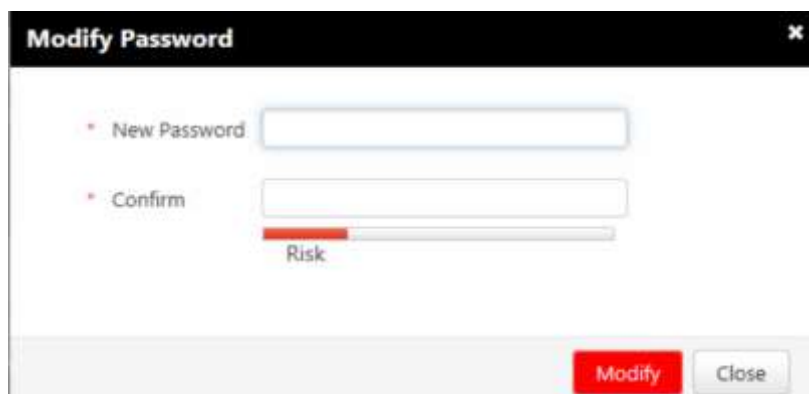 Modify Password
* New Password
* Confirm
Risk
Modify Close